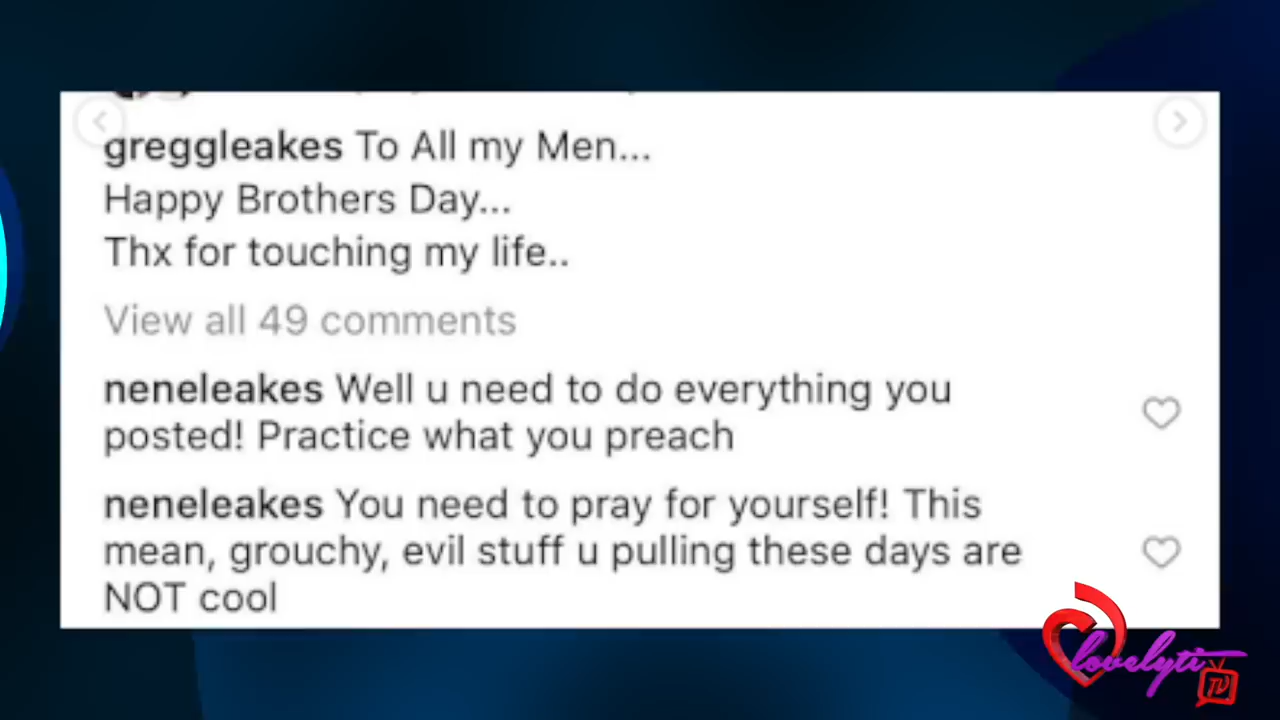 greggleakes To All my Men...
Happy Brothers Day...
Thx for touching my life..
View all 49 comments
neneleakes Well u need to do everything you
posted! Practice what you preach
neneleakes You need to pray for yourself! This
mean, grouchy, evil stuff u pulling these days are
NOT cool
lovelyti
TV